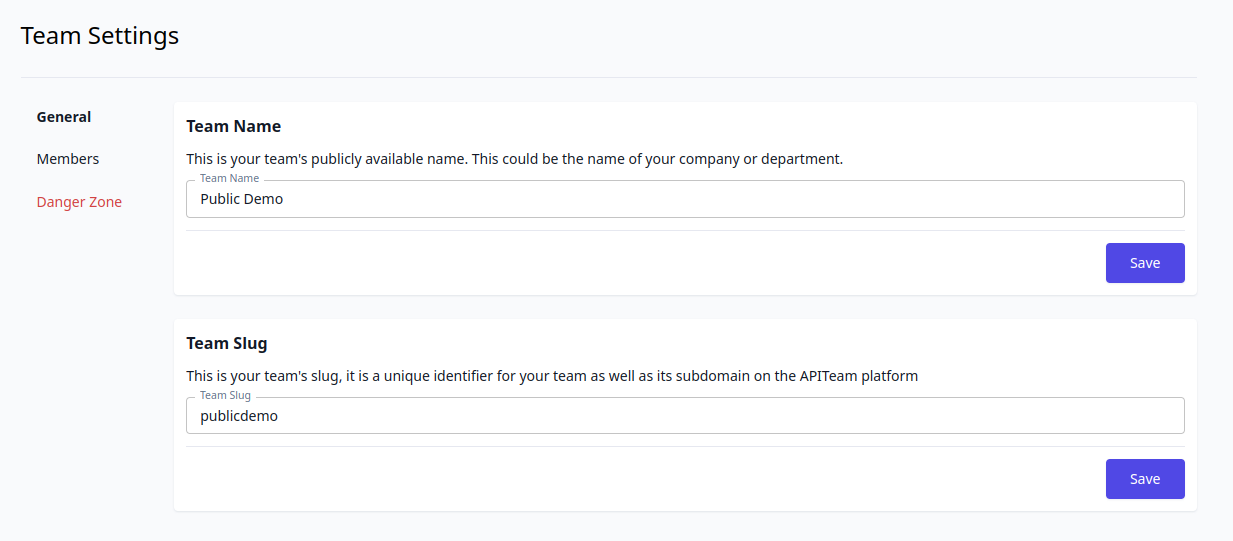 Team Settings
General
Members
Danger Zone
Team Name
This is your team's publicly available name. This could be the name of your company or department.
Team Name
Public Demo
Save
Team Slug
This is your team's slug, it is a unique identifier for your team as well as its subdomain on the APITeam platform
Team Slug
publicdemo
Save